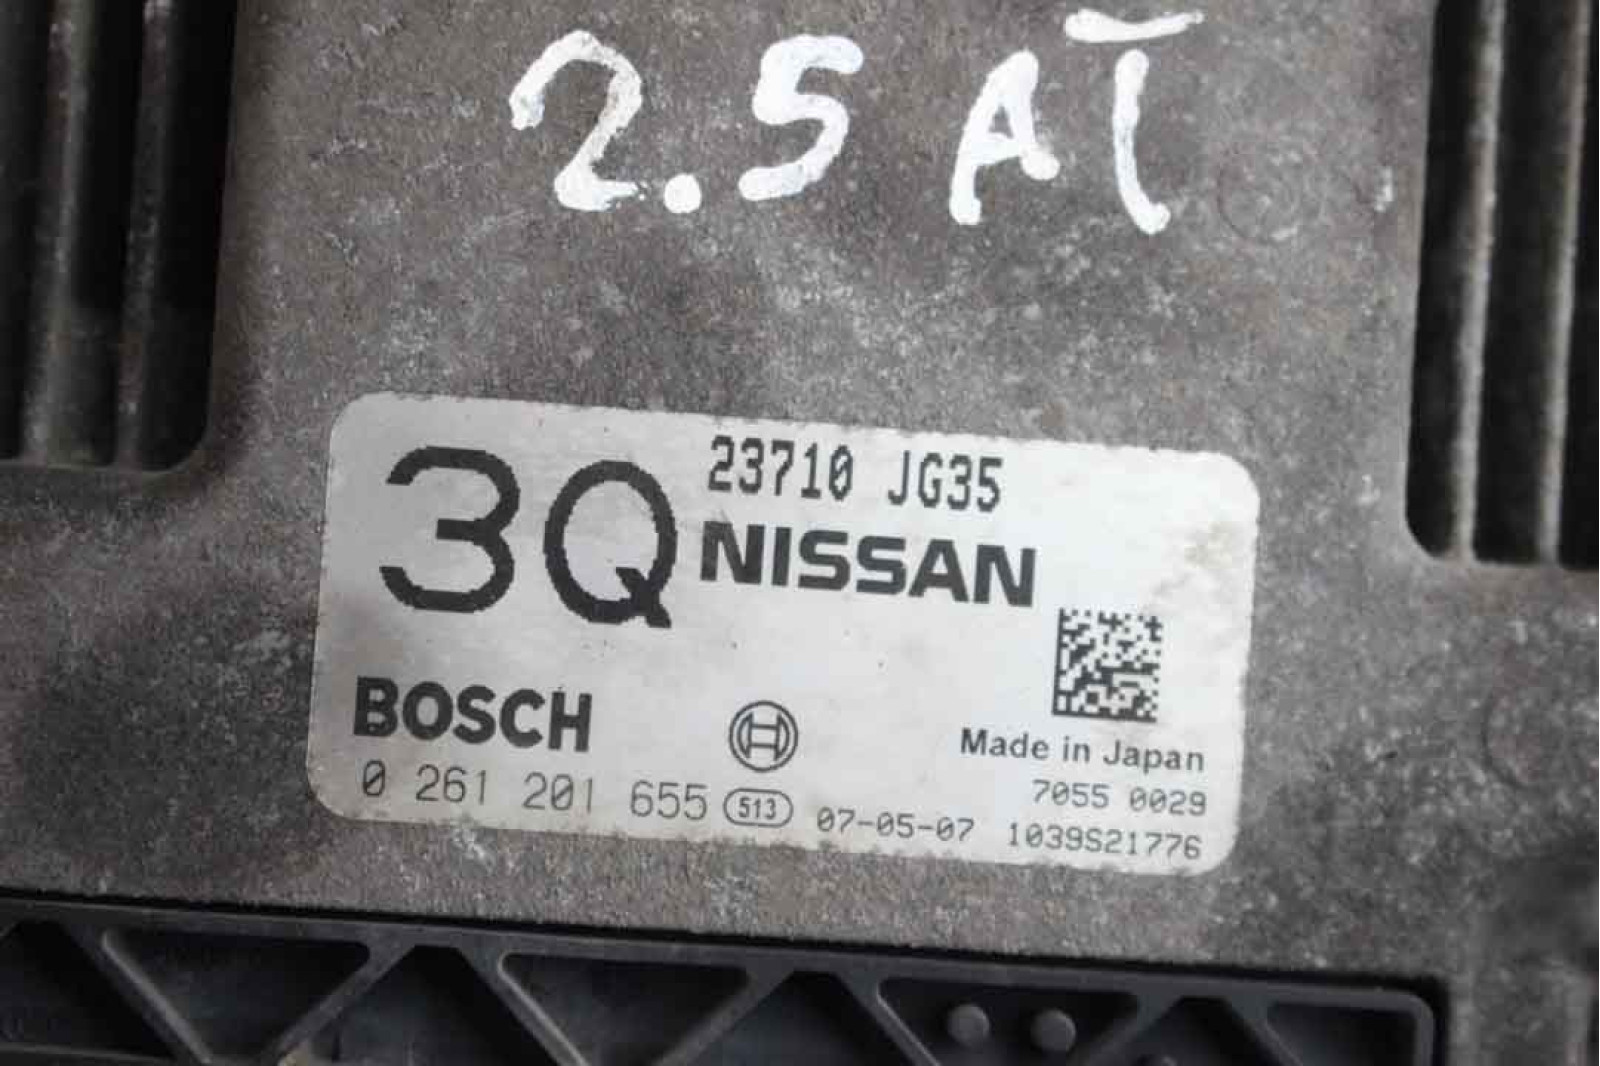 2.5 AT
3Q
23710 JG35
NISSAN
BOSCH
Made in Japan
7055 0029
0 261 201 655 513 07-05-07 1039S21776